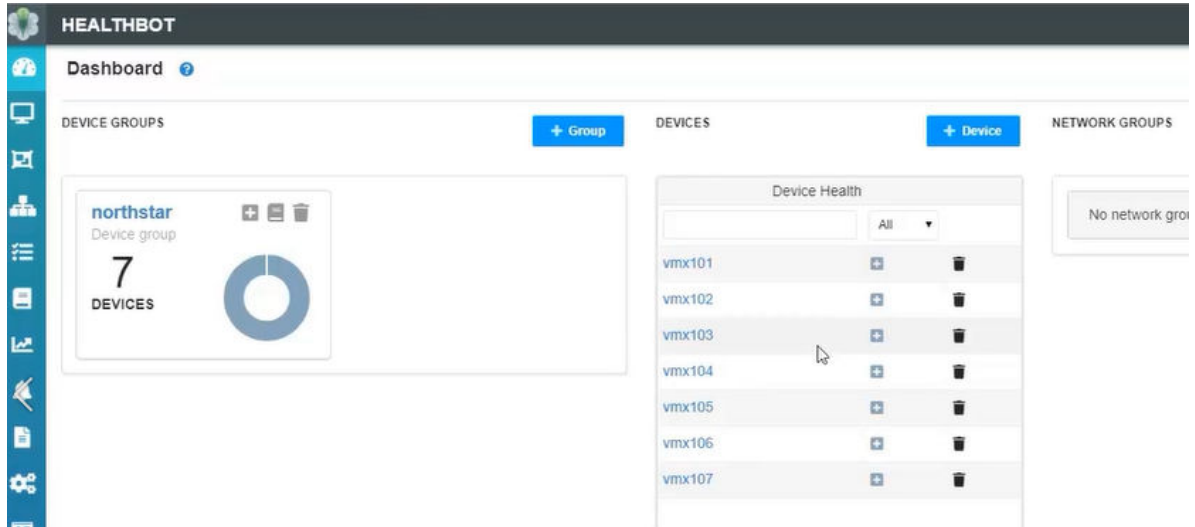 HEALTHBOT
Dashboard ?
DEVICE GROUPS
+ Group
northstar
Device group
7
DEVICES
DEVICES
+ Device
Device Health
All
vmx101
vmx102
vmx103
vmx104
vmx105
vmx106
vmx107
NETWORK GROUPS
No network grou